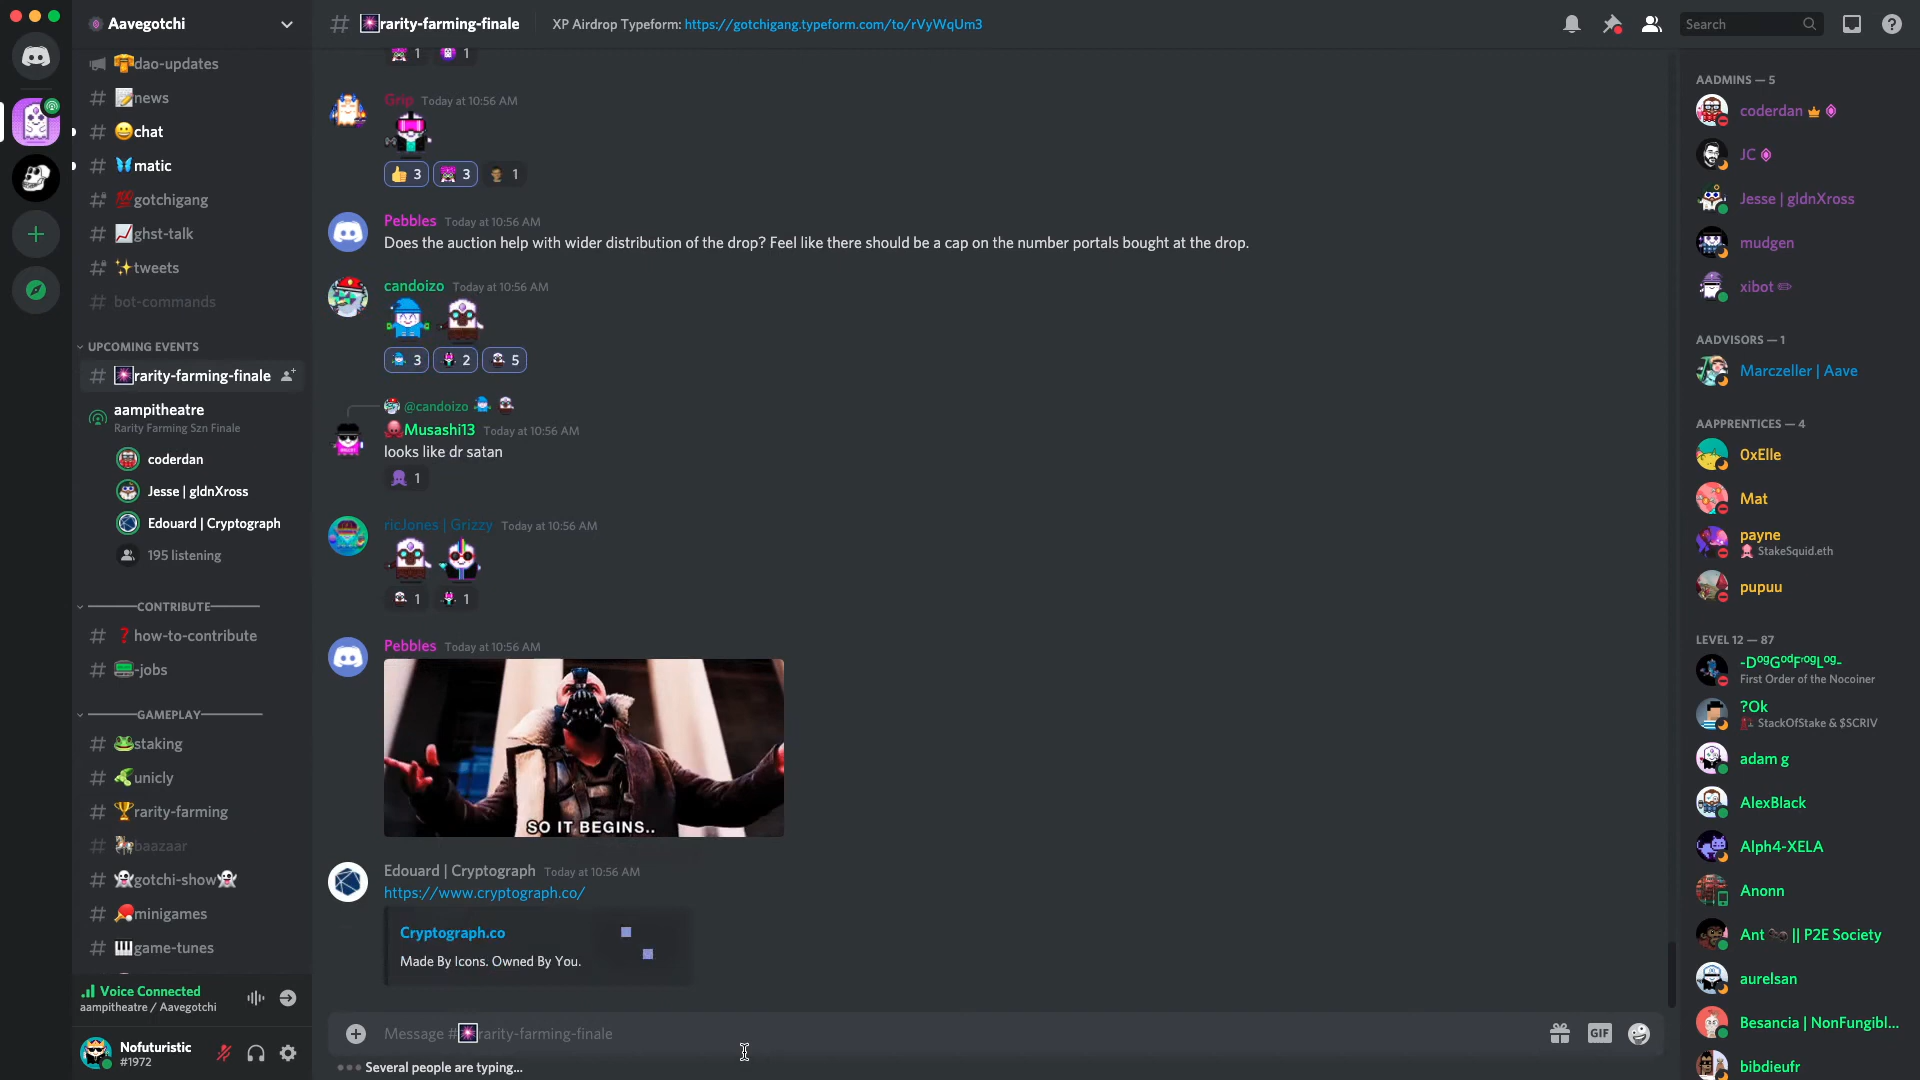 Aavegotchi
dao-updates
news
chat
matic
gotchigang
ghst-talk
tweets
bot-commands
UPCOMING EVENTS
rarity-farming-finale
aampitheatre
Rarity Farming Szn Finale
coderdan
Jesse | gldnXross
Edouard | Cryptograph
195 listening
CONTRIBUTE
how-to-contribute
-jobs
GAMEPLAY
staking
unicly
rarity-farming
baazaar
gotchi-show
minigames
game-tunes
Voice Connected
aampitheatre / Aavegotchi
Nofuturistic
#1972
rarity-farming-finale
XP Airdrop Typeform: https://gotchigang.typeform.com/to/rVyWqUm3
Search
1 1
Grip Today at 10:56 AM
3 3 1
Pebbles Today at 10:56 AM
Does the auction help with wider distribution of the drop? Feel like there should be a cap on the number portals bought at the drop.
candoizo Today at 10:56 AM
3 2 5
@candoizo
Musashi13 Today at 10:56 AM
looks like dr satan
1
ricJones | Grizzy Today at 10:56 AM
1 1
Pebbles Today at 10:56 AM
SO IT BEGINS..
Edouard | Cryptograph Today at 10:56 AM
https://www.cryptograph.co/
Cryptograph.co
Made By Icons. Owned By You.
Message #rarity-farming-finale
GIF
Several people are typing...
AADMINS — 5
coderdan
JC
Jesse | gldnXross
mudgen
xibot
AADVISORS — 1
Marczeller | Aave
AAPPRENTICES — 4
0xElle
Mat
payne
StakeSquid.eth
pupuu
LEVEL 12 — 87
-DᵒᵍGᵒᵈFʳᵒᵍLᵒᵍ-
First Order of the Nocoiner
?Ok
StackOfStake & $SCRIV
adam g
AlexBlack
Alph4-XELA
Anonn
Ant || P2E Society
aurelsan
Besancia | NonFungibl...
bibdieufr